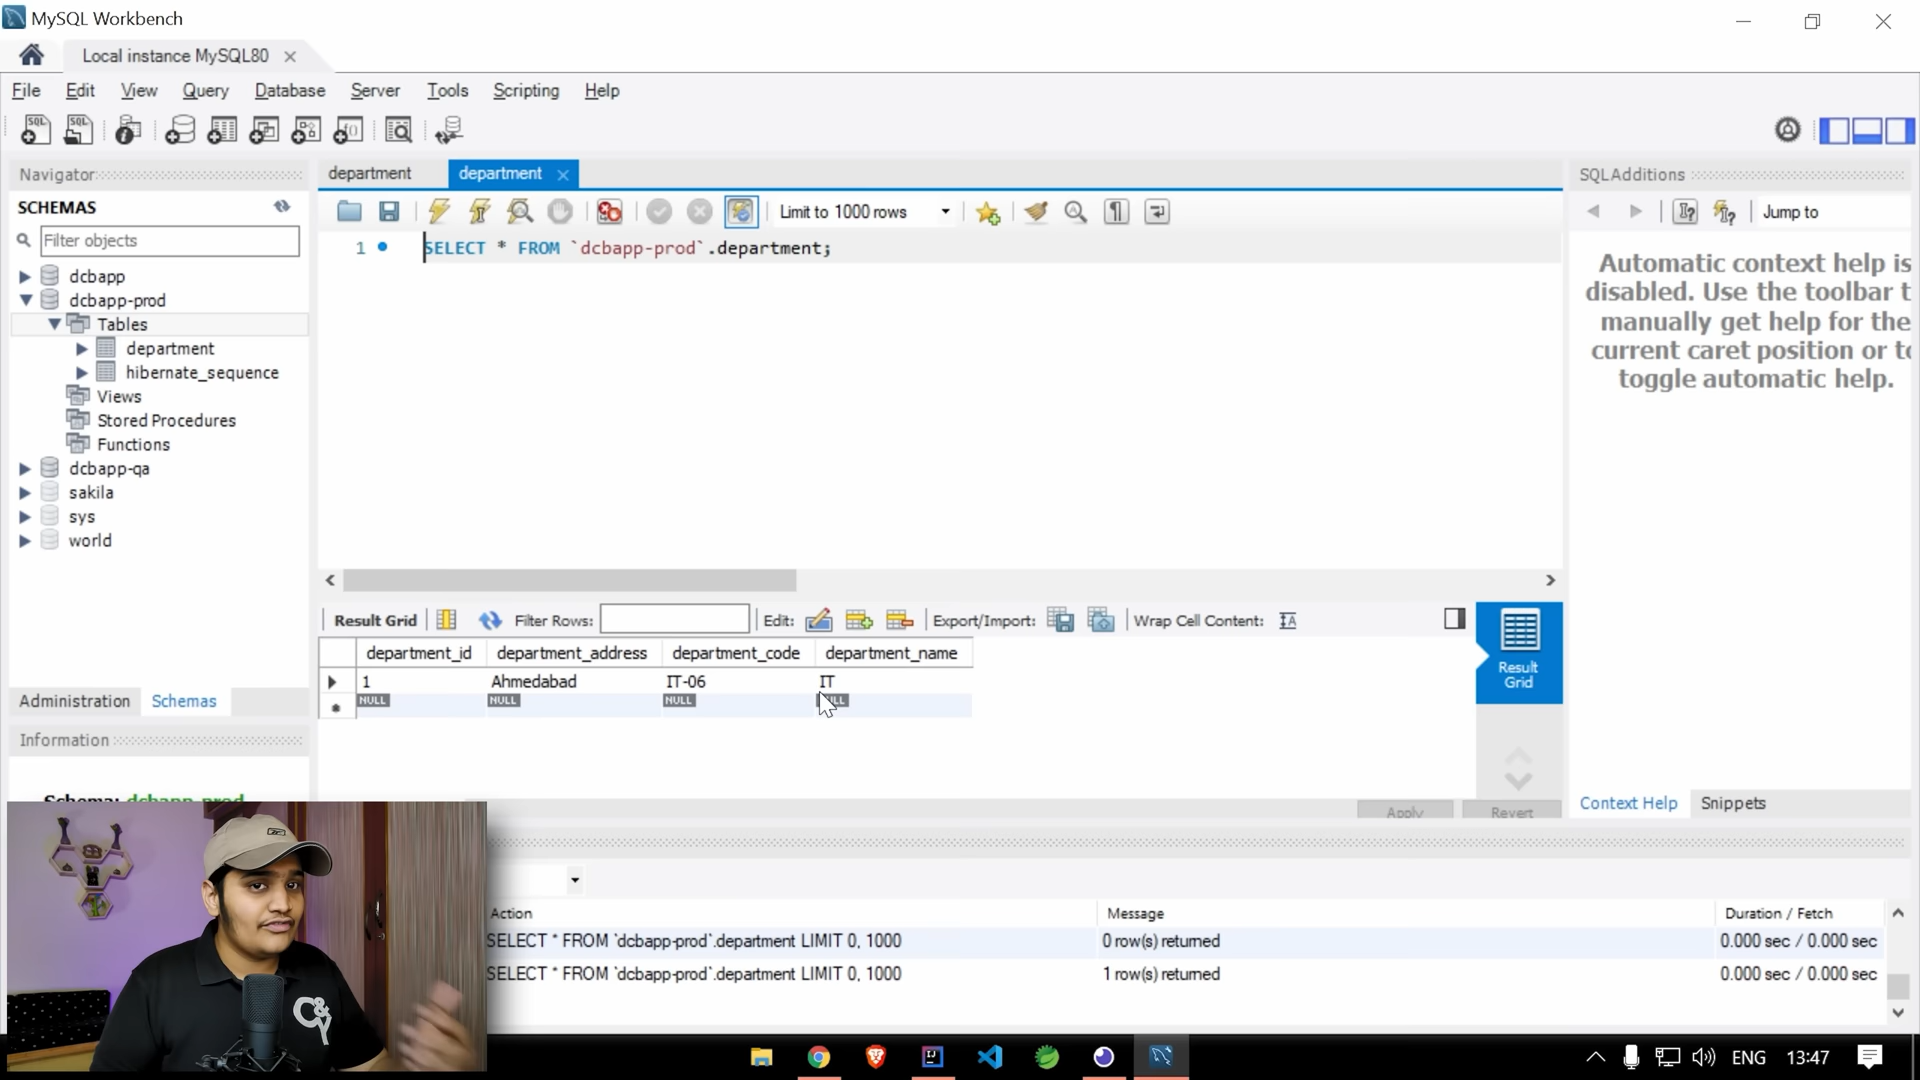 MySQL Workbench
Local instance MySQL80
File Edit View Query Database Server Tools Scripting Help
Navigator
SCHEMAS
Filter objects
dcbapp
dcbapp-prod
Tables
department
hibernate_sequence
Views
Stored Procedures
Functions
dcbapp-qa
sakila
sys
world
Administration Schemas
Information
Schema: dcbapp-prod
department department
Limit to 1000 rows
1 SELECT * FROM `dcbapp-prod`.department;
Result Grid Filter Rows: Edit: Export/Import: Wrap Cell Content:
department_id department_address department_code department_name
1 Ahmedabad IT-06 IT
NULL NULL NULL NULL
Result Grid
Apply Revert
SQLAdditions
Jump to
Automatic context help is
disabled. Use the toolbar t
manually get help for the
current caret position or to
toggle automatic help.
Context Help Snippets
Action Message Duration / Fetch
SELECT * FROM `dcbapp-prod`.department LIMIT 0, 1000 0 row(s) returned 0.000 sec / 0.000 sec
SELECT * FROM `dcbapp-prod`.department LIMIT 0, 1000 1 row(s) returned 0.000 sec / 0.000 sec
C&Y
ENG 13:47